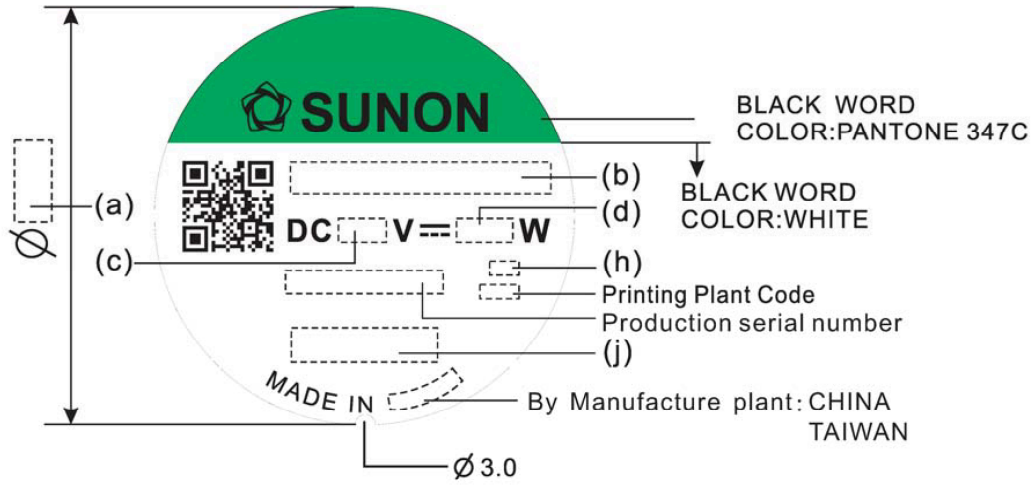 SUNON
BLACK WORD
COLOR:PANTONE 347C
(b)
BLACK WORD
COLOR:WHITE
(a)
(d)
DC V W
(c)
(h)
Printing Plant Code
Production serial number
(j)
MADE IN
By Manufacture plant: CHINA
TAIWAN
Ø
Ø 3.0